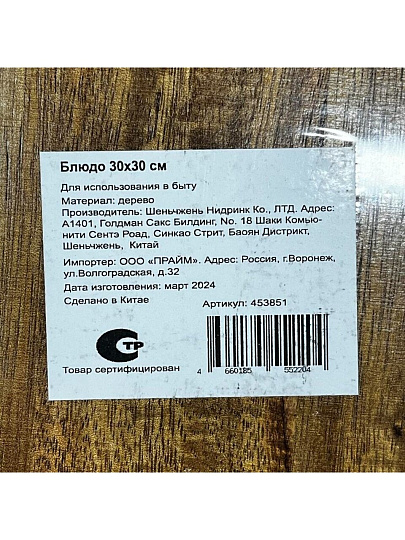 Блюдо 30х30 см
Для использования в быту
Материал: дерево
Производитель: Шеньчжень Нидринк Ко., ЛТД. Адрес:
А1401, Голдман Сакс Билдинг, No. 18 Шаки Комью-
нити Сентэ Роад, Синкао Стрит, Баоян Дистрикт,
Шеньчжень, Китай
Импортер: ООО «ПРАЙМ». Адрес: Россия, г.Воронеж,
ул.Волгоградская, д.32
Дата изготовления: март 2024
Сделано в Китае Артикул: 453851
СТР
Товар сертифицирован
4 660185 552204